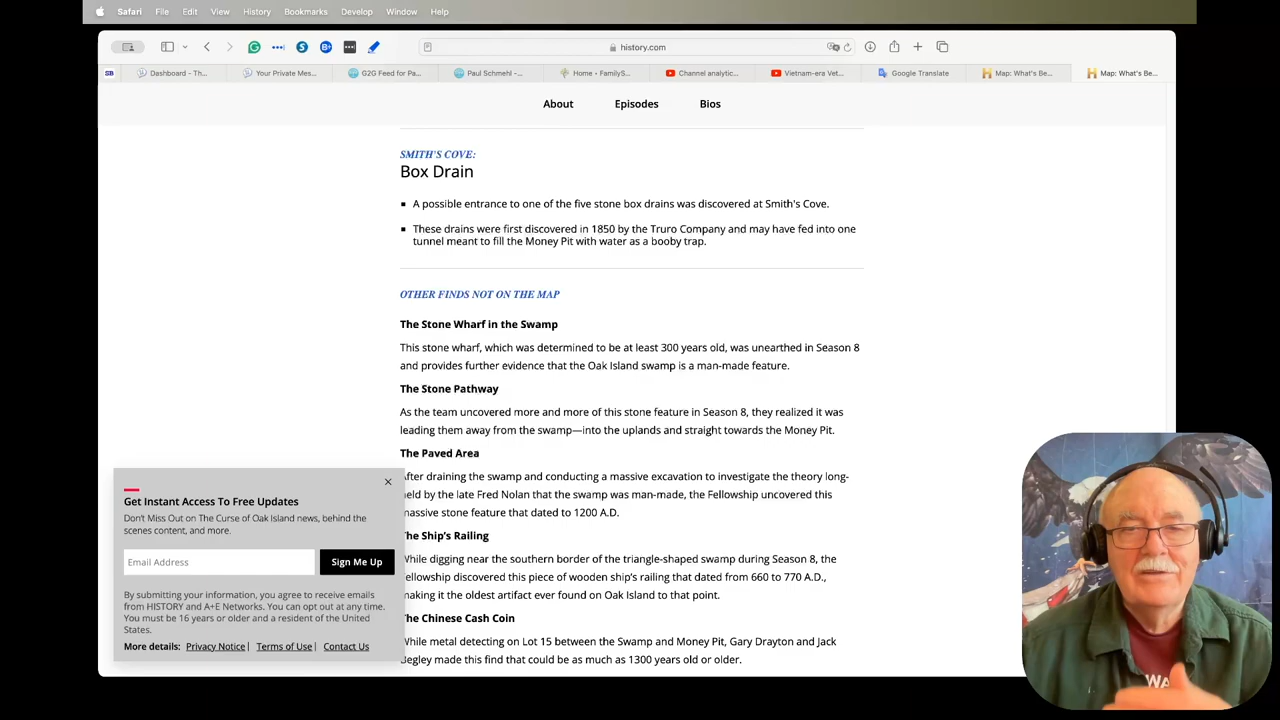 Safari File Edit View History Bookmarks Develop Window Help
history.com
SB Dashboard - Th... Your Private Mes... G2G Feed for Pa... Paul Schmehl -... Home • FamilyS... Channel analytic... Vietnam-era Vet... Google Translate Map: What's Be... Map: What's Be...
About Episodes Bios
SMITH'S COVE:
Box Drain
▪ A possible entrance to one of the five stone box drains was discovered at Smith's Cove.
▪ These drains were first discovered in 1850 by the Truro Company and may have fed into one
tunnel meant to fill the Money Pit with water as a booby trap.
OTHER FINDS NOT ON THE MAP
The Stone Wharf in the Swamp
This stone wharf, which was determined to be at least 300 years old, was unearthed in Season 8
and provides further evidence that the Oak Island swamp is a man-made feature.
The Stone Pathway
As the team uncovered more and more of this stone feature in Season 8, they realized it was
leading them away from the swamp—into the uplands and straight towards the Money Pit.
The Paved Area
After draining the swamp and conducting a massive excavation to investigate the theory long-
held by the late Fred Nolan that the swamp was man-made, the Fellowship uncovered this
massive stone feature that dated to 1200 A.D.
The Ship's Railing
While digging near the southern border of the triangle-shaped swamp during Season 8, the
Fellowship discovered this piece of wooden ship's railing that dated from 660 to 770 A.D.,
making it the oldest artifact ever found on Oak Island to that point.
The Chinese Cash Coin
While metal detecting on Lot 15 between the Swamp and Money Pit, Gary Drayton and Jack
Begley made this find that could be as much as 1300 years old or older.
Get Instant Access To Free Updates
Don't Miss Out on The Curse of Oak Island news, behind the
scenes content, and more.
Email Address Sign Me Up
By submitting your information, you agree to receive emails
from HISTORY and A+E Networks. You can opt out at any time.
You must be 16 years or older and a resident of the United
States.
More details: Privacy Notice | Terms of Use | Contact Us